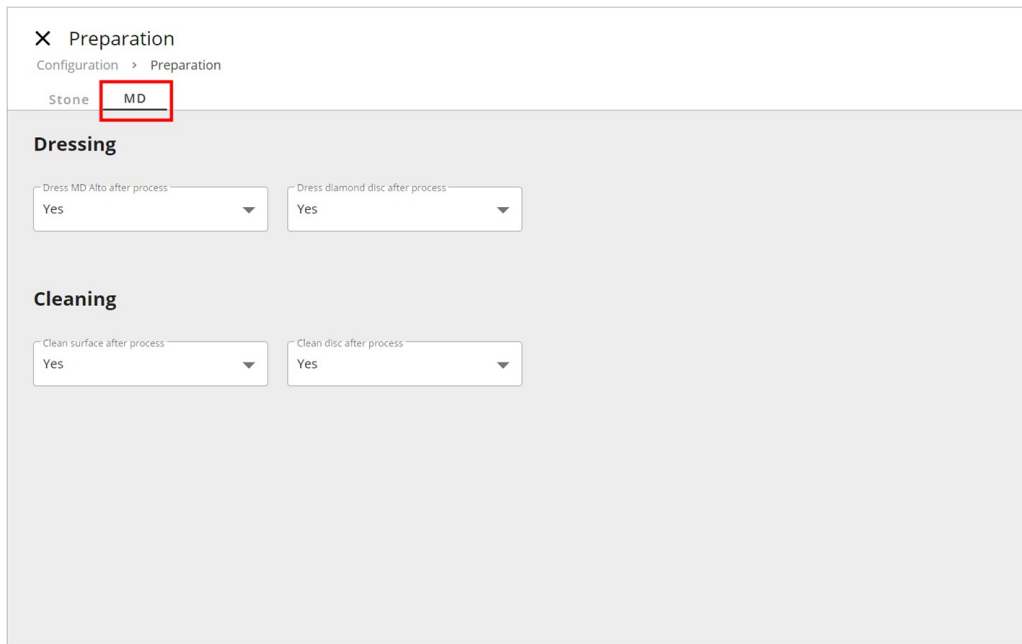 Preparation
Configuration > Preparation
Stone MD
Dressing
Dress MD Alto after process Dress diamond disc after process
Yes Yes
Cleaning
Clean surface after process Clean disc after process
Yes Yes